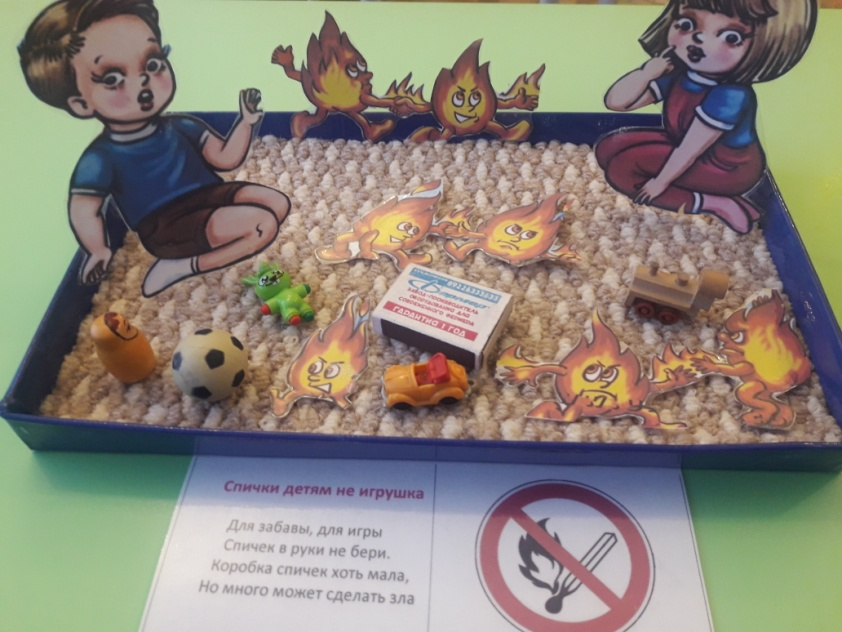 ГАРАНТИЯ 1 ГОД
Спички детям не игрушка
Для забавы, для игры
Спичек в руки не бери.
Коробка спичек хоть мала,
Но много может сделать зла